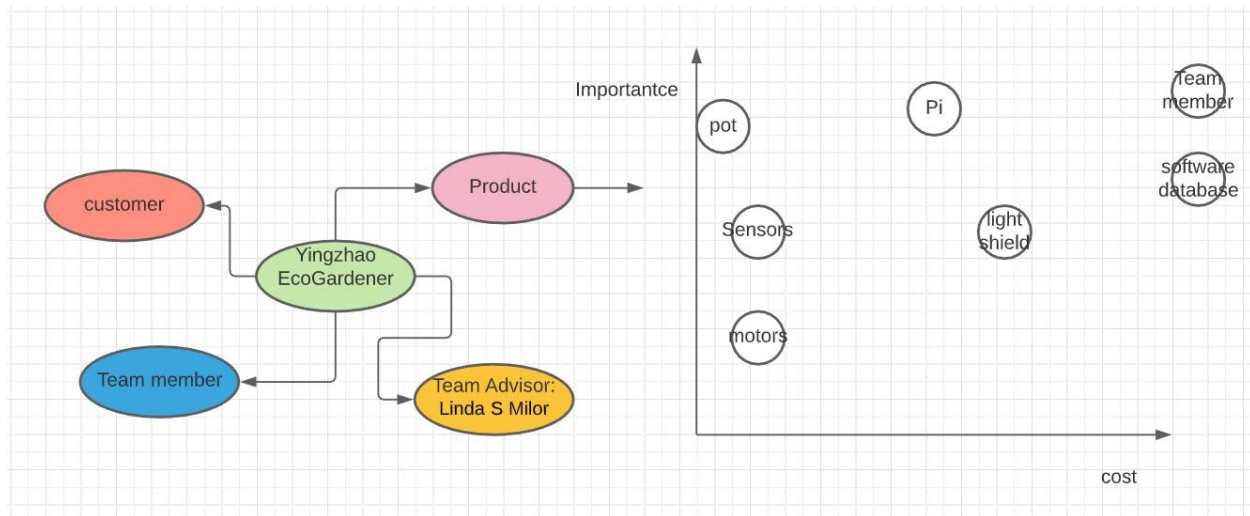 customer
Yingzhao
EcoGardener
Team member
Product
Team Advisor:
Linda S Milor
Importantce
pot
Pi
Team
member
software
database
Sensors
light
shield
motors
cost